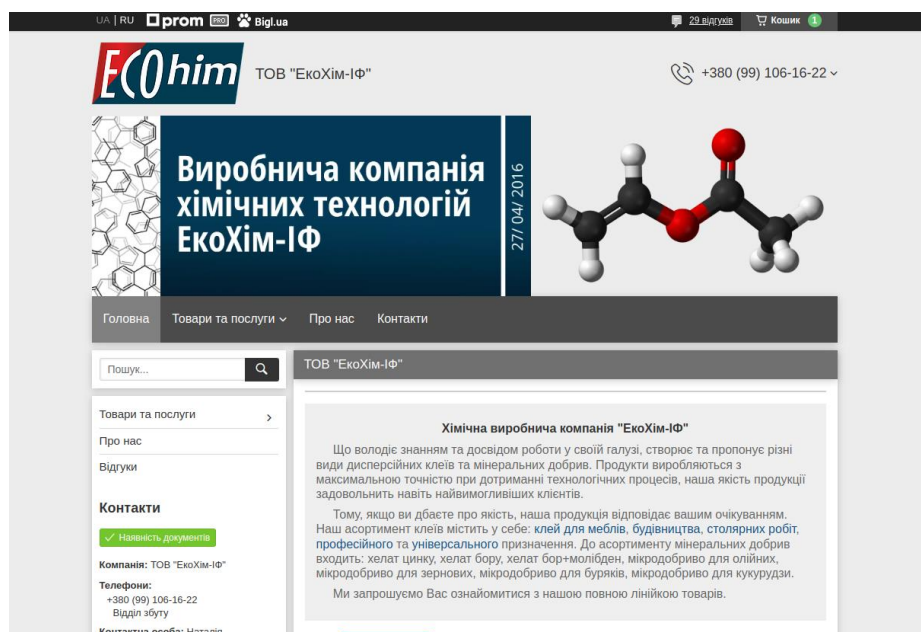 UA | RU prom PRO Bigl.ua
29 відгуків Кошик 1
ECOhim ТОВ "ЕкоХім-ІФ"
+380 (99) 106-16-22
Виробнича компанія
хімічних технологій
ЕкоХім-ІФ
27/ 04/ 2016
Головна Товари та послуги Про нас Контакти
Пошук...
Товари та послуги
Про нас
Відгуки
Контакти
Наявність документів
Компанія: ТОВ "ЕкоХім-ІФ"
Телефони:
+380 (99) 106-16-22
Відділ збуту
Контактна особа: Наталія
ТОВ "ЕкоХім-ІФ"
Хімічна виробнича компанія "ЕкоХім-ІФ"
Що володіє знанням та досвідом роботи у своїй галузі, створює та пропонує різні
види дисперсійних клеїв та мінеральних добрив. Продукти виробляються з
максимальною точністю при дотриманні технологічних процесів, наша якість продукції
задовольнить навіть найвимогливіших клієнтів.
Тому, якщо ви дбаєте про якість, наша продукція відповідає вашим очікуванням.
Наш асортимент клеїв містить у себе: клей для меблів, будівництва, столярних робіт,
професійного та універсального призначення. До асортименту мінеральних добрив
входить: хелат цинку, хелат бору, хелат бор+молібден, мікродобриво для олійних,
мікродобриво для зернових, мікродобриво для буряків, мікродобриво для кукурудзи.
Ми запрошуємо Вас ознайомитися з нашою повною лінійкою товарів.